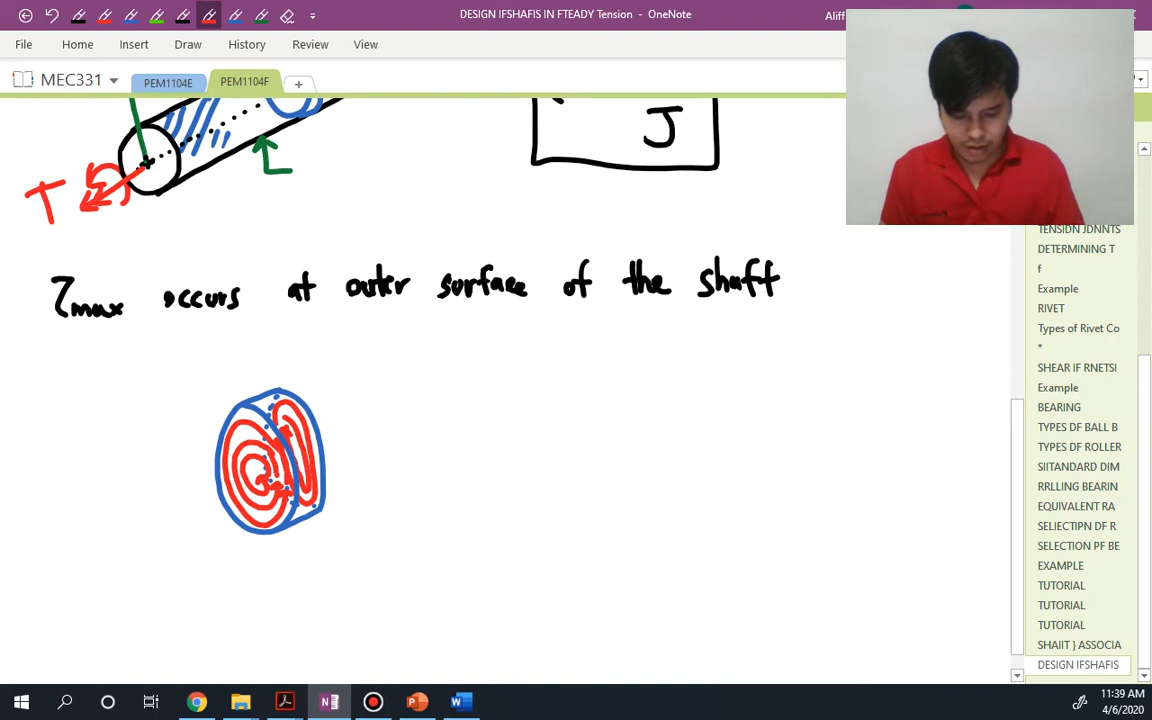 DESIGN IFSHAFIS IN FTEADY Tension - OneNote
Aliff
File Home Insert Draw History Review View
MEC331 PEM1104E PEM1104F
J
T
L
τmax occurs at outer surface of the shaft
TENSIDN JDNNTS
DETERMINING T
f
Example
RIVET
Types of Rivet Co
*
SHEAR IF RNETSI
Example
BEARING
TYPES DF BALL B
TYPES DF ROLLER
SIITANDARD DIM
RRLLING BEARIN
EQUIVALENT RA
SELIECTIPN DF R
SELECTION PF BE
EXAMPLE
TUTORIAL
TUTORIAL
TUTORIAL
SHAIIT } ASSOCIA
DESIGN IFSHAFIS
11:39 AM
4/6/2020